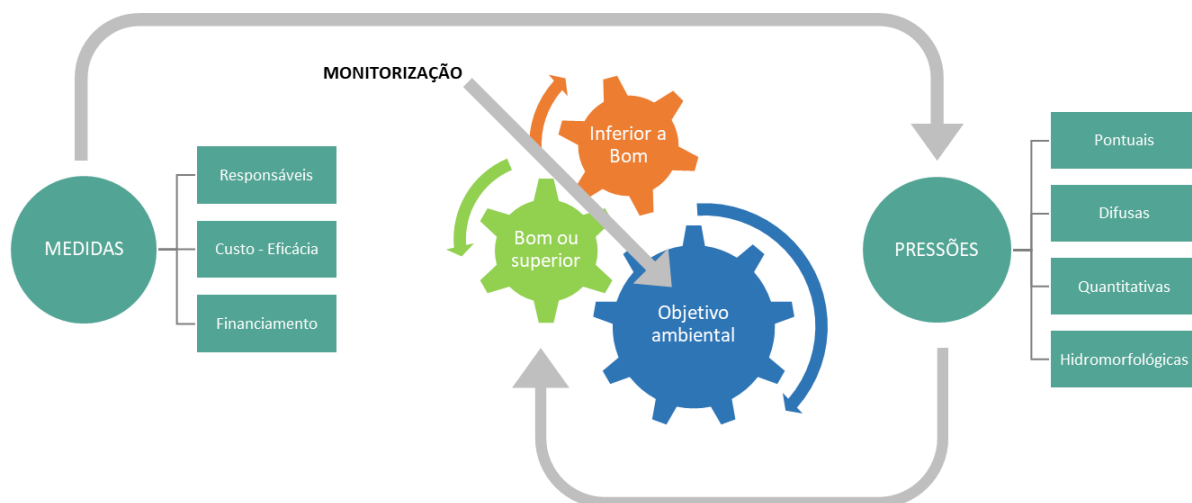 MONITORIZAÇÃO
MEDIDAS
Responsáveis
Custo - Eficácia
Financiamento
Inferior a
Bom
Bom ou
superior
Objetivo
ambiental
PRESSÕES
Pontuais
Difusas
Quantitativas
Hidromorfológicas